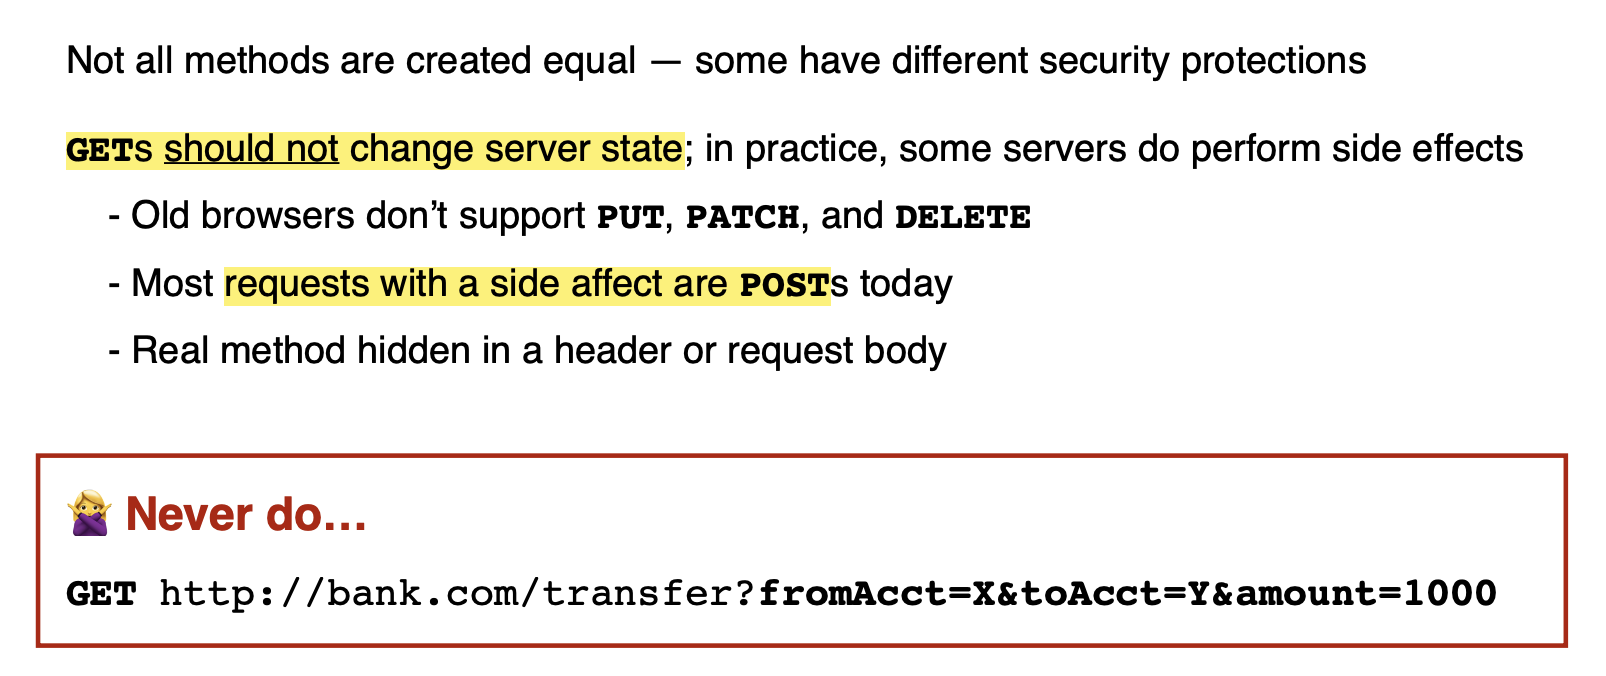 Not all methods are created equal — some have different security protections
GETs should not change server state; in practice, some servers do perform side effects
- Old browsers don’t support PUT, PATCH, and DELETE
- Most requests with a side affect are POSTs today
- Real method hidden in a header or request body
🙅‍♀️ Never do…
GET http://bank.com/transfer?fromAcct=X&toAcct=Y&amount=1000